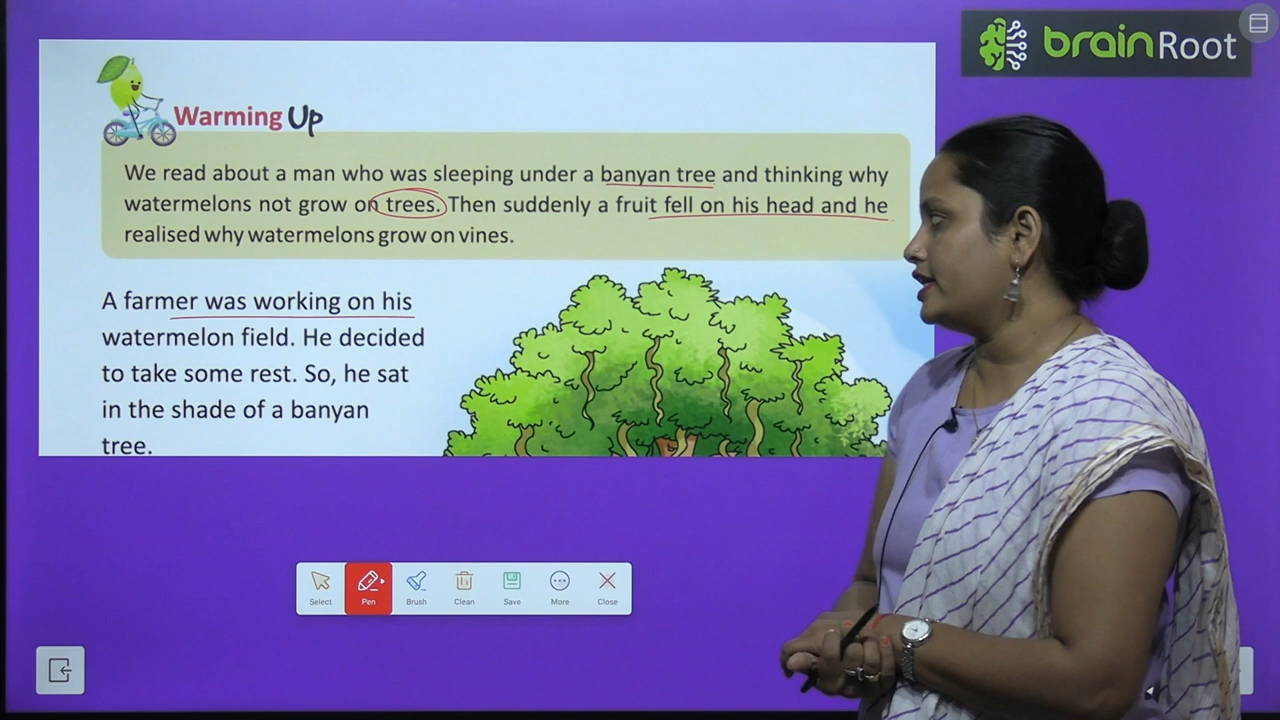 brainRoot
Warming Up
We read about a man who was sleeping under a banyan tree and thinking why
watermelons not grow on trees. Then suddenly a fruit fell on his head and he
realised why watermelons grow on vines.
A farmer was working on his
watermelon field. He decided
to take some rest. So, he sat
in the shade of a banyan
tree.
Select
Pen
Brush
Clean
Save
More
Close